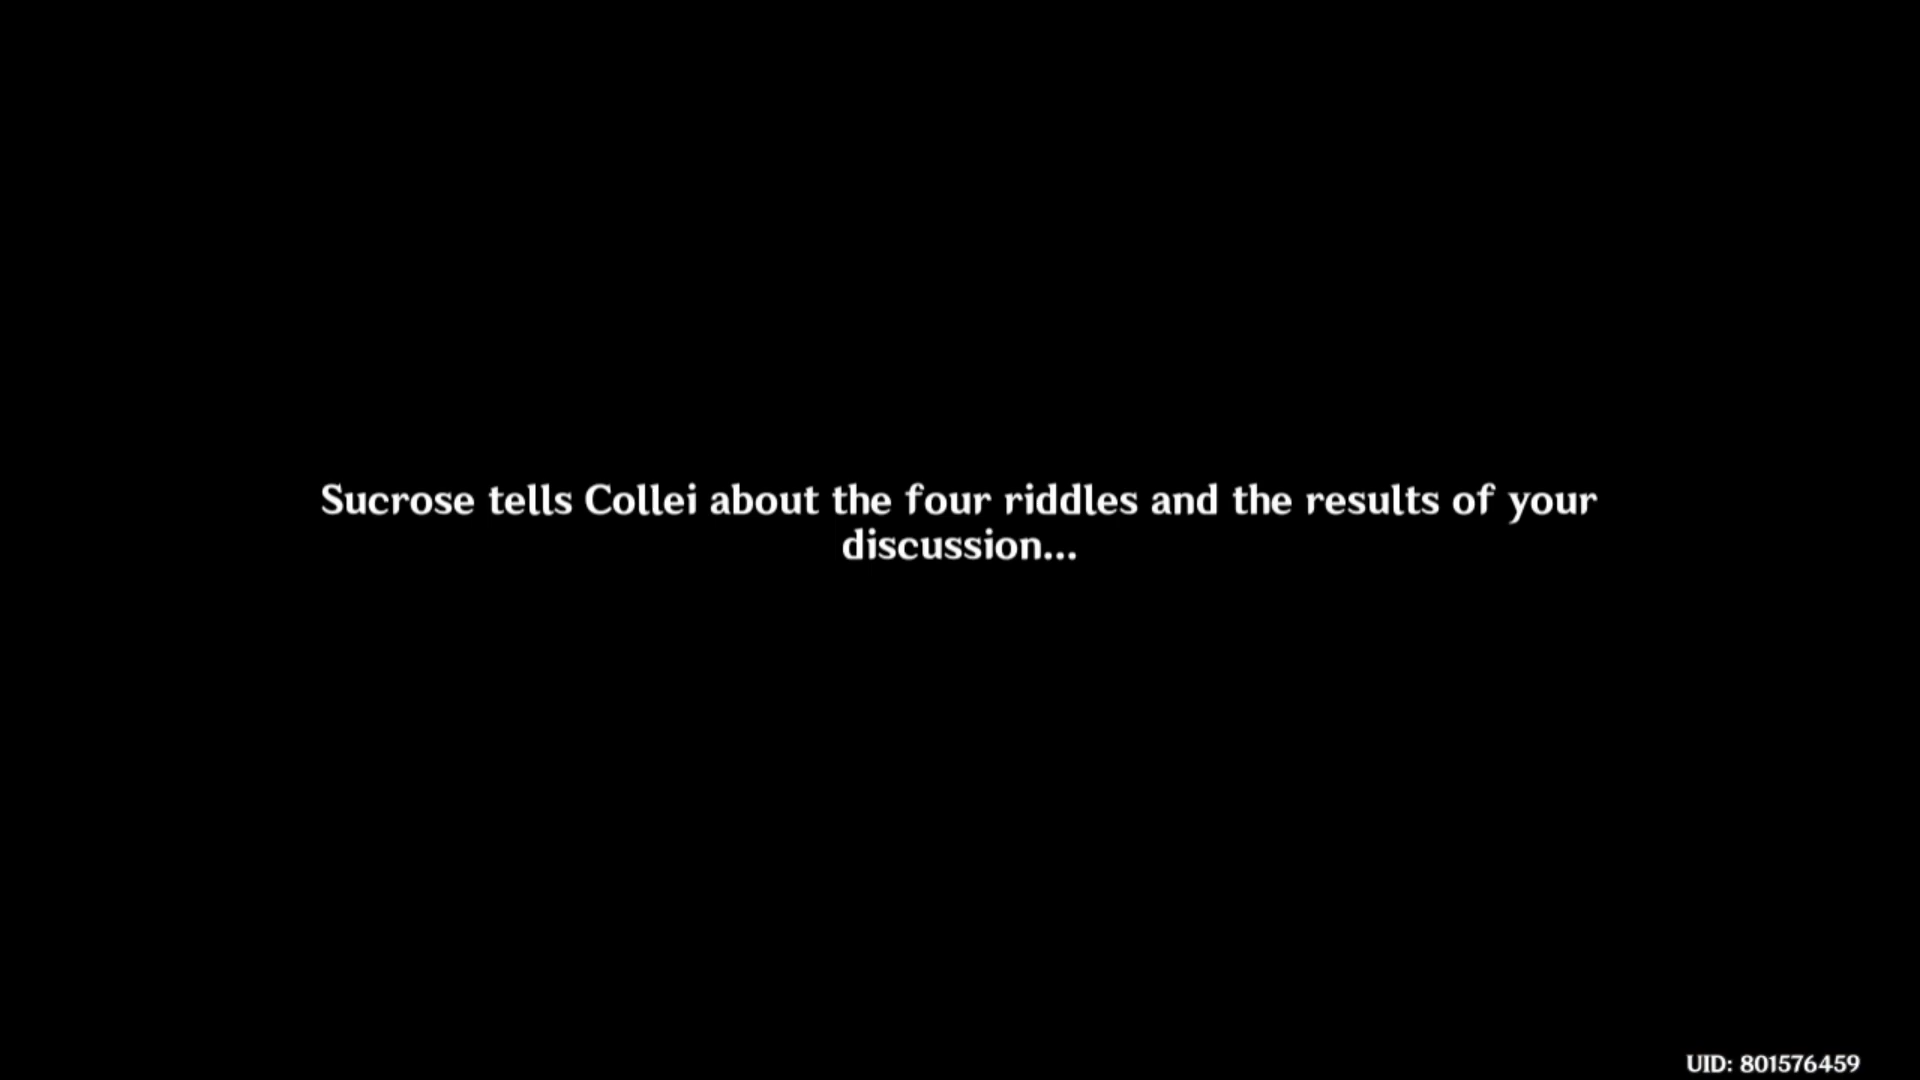 Sucrose tells Collei about the four riddles and the results of your
discussion...
UID: 801576459